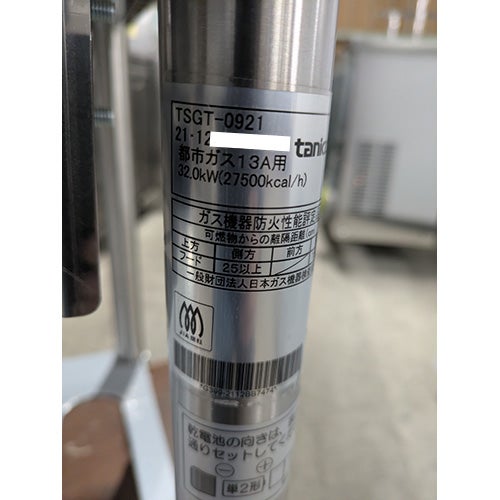 TSGT-0921
21-12
都市ガス13A用
32.0kW(27500kcal/h)
ガス機器防火性能評定
可燃物からの離隔距離(cm
上方 側方 前方
フード 25以上
一般財団法人日本ガス機器検
乾電池の向きは、
通りセットしてく
− +
単2形